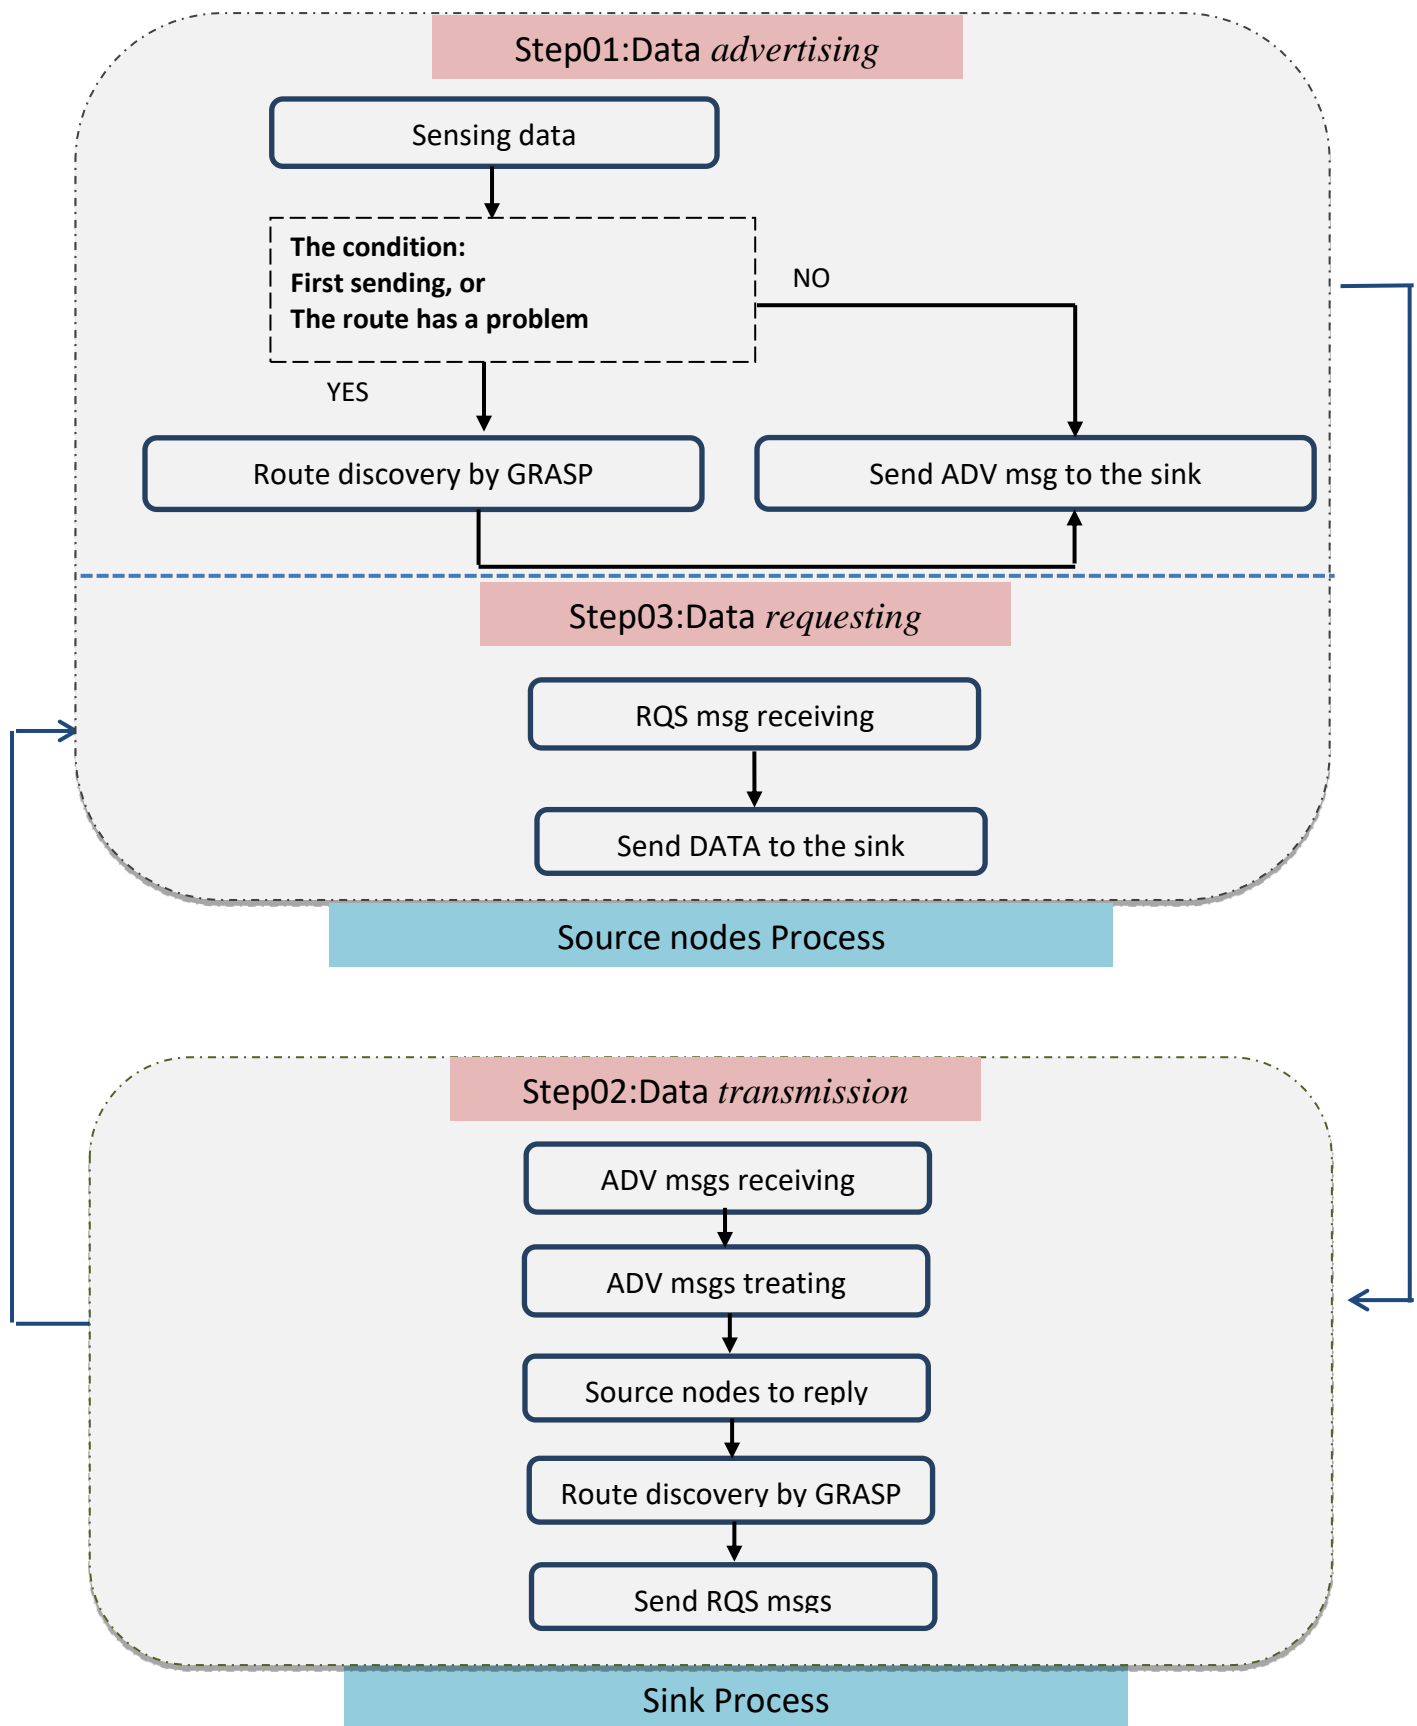 Step01:Data advertising
Sensing data
The condition:
First sending, or
The route has a problem
NO
YES
Route discovery by GRASP
Send ADV msg to the sink
Step03:Data requesting
RQS msg receiving
Send DATA to the sink
Source nodes Process
Step02:Data transmission
ADV msgs receiving
ADV msgs treating
Source nodes to reply
Route discovery by GRASP
Send RQS msgs
Sink Process